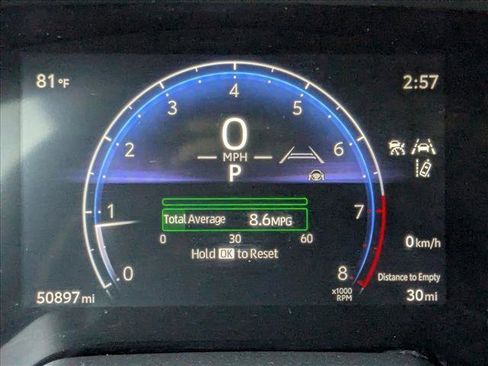 81°F
2:57
4
3
5
0
MPH
2
6
P
1
Total Average 8.6MPG
7
0 30 60
0km/h
Hold OK to Reset
0
8
Distance to Empty
x1000
RPM
50897mi
30mi